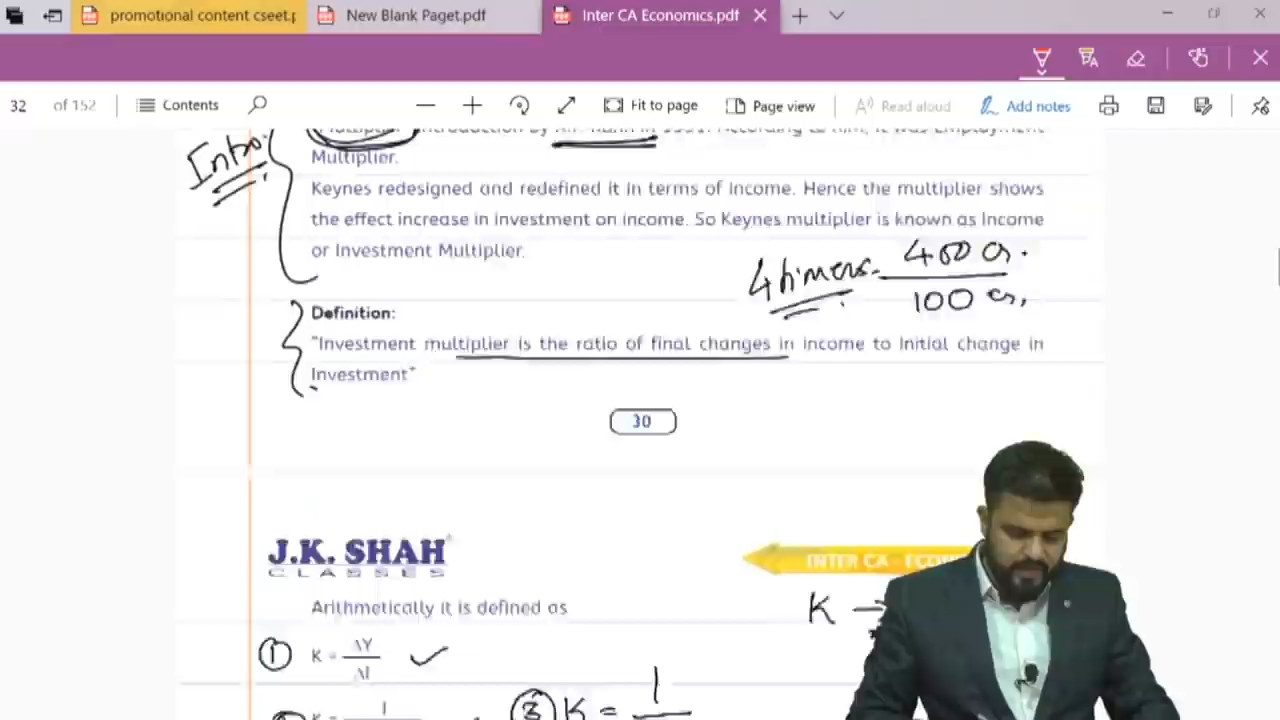 promotional content cseet.p
New Blank Paget.pdf
Inter CA Economics.pdf
32 of 152
Contents
Fit to page
Page view
Read aloud
Add notes
Intro
Multiplier.
Keynes redesigned and redefined it in terms of income. Hence the multiplier shows
the effect increase in investment on income. So Keynes multiplier is known as Income
or Investment Multiplier.
4 times
400 cr.
100 cr.
Definition:
"Investment multiplier is the ratio of final changes in income to Initial change in
Investment"
30
J.K. SHAH
CLASSES
INTER CA - ECO
Arithmetically it is defined as
K →
① K = ΔY
ΔI
K = 1
③ K = 1